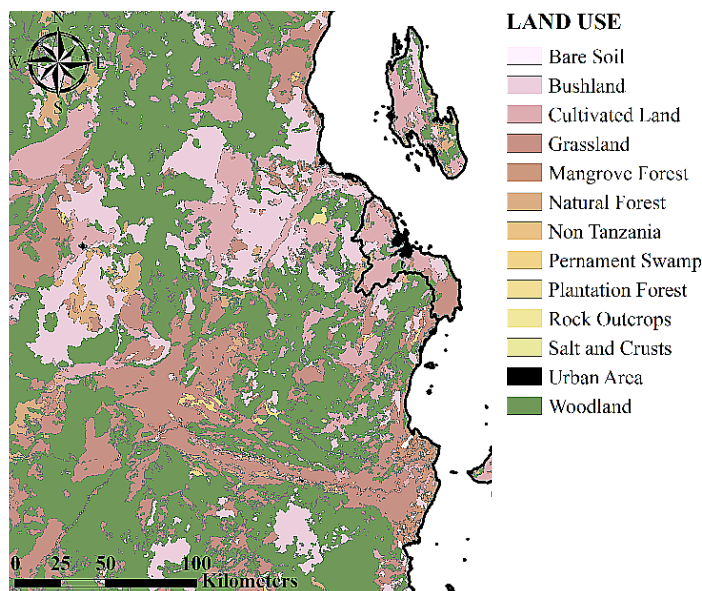 N
W E
S
LAND USE
Bare Soil
Bushland
Cultivated Land
Grassland
Mangrove Forest
Natural Forest
Non Tanzania
Pernament Swamp
Plantation Forest
Rock Outcrops
Salt and Crusts
Urban Area
Woodland
0 25 50 100
Kilometers